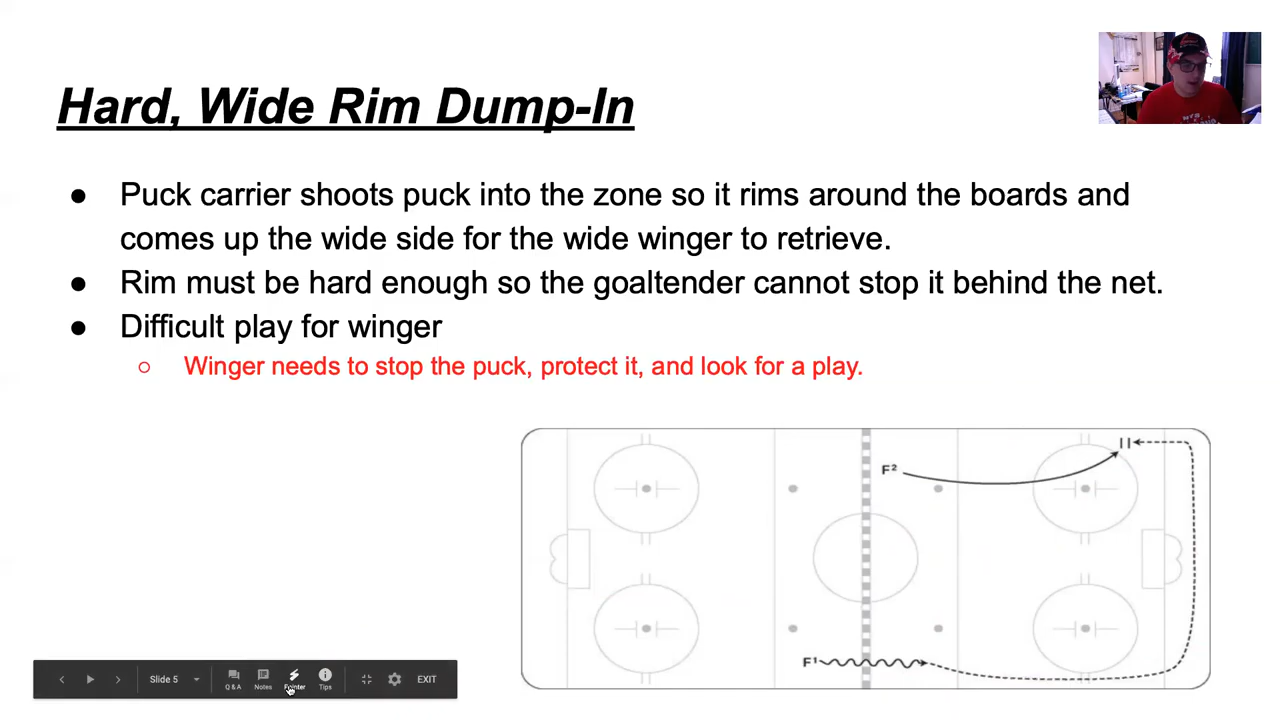 Hard, Wide Rim Dump-In
● Puck carrier shoots puck into the zone so it rims around the boards and
comes up the wide side for the wide winger to retrieve.
● Rim must be hard enough so the goaltender cannot stop it behind the net.
● Difficult play for winger
○ Winger needs to stop the puck, protect it, and look for a play.
F²
F¹
Slide 5
Q & A
Notes
Pointer
Tips
EXIT